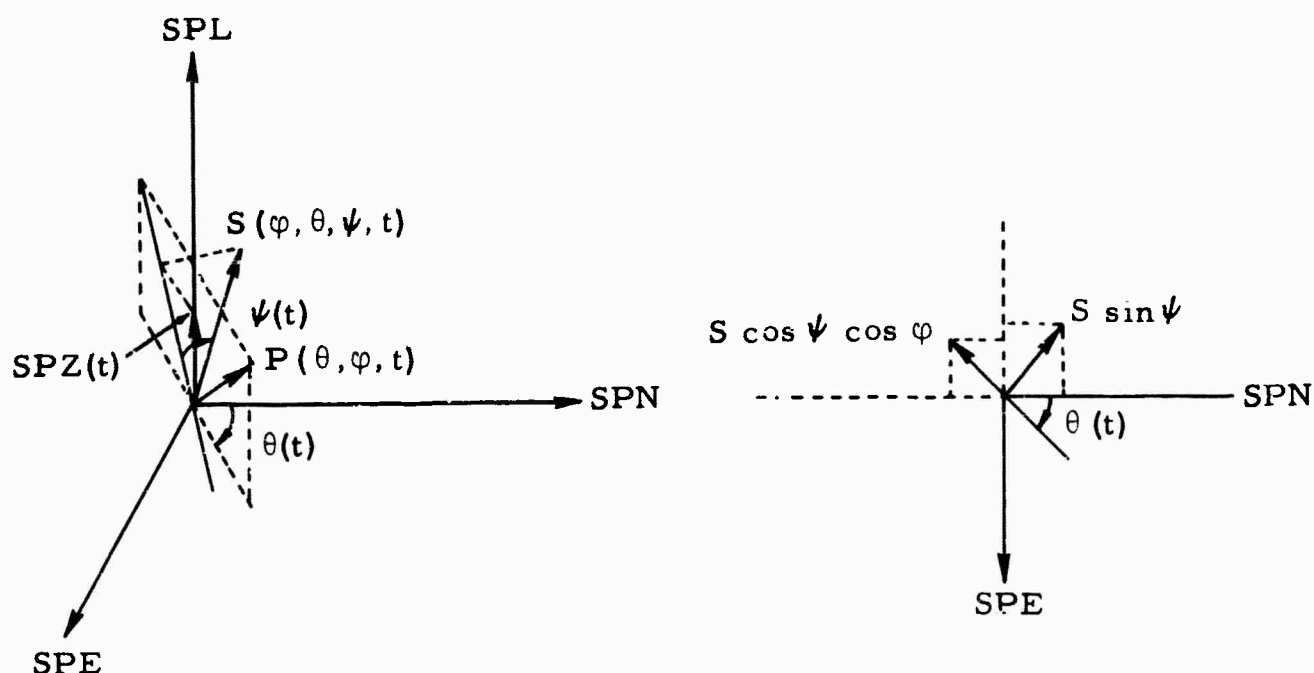 SPL
S (φ, θ, ψ, t)
ψ(t)
SPZ(t)
P (θ, φ, t)
SPN
θ(t)
SPE
S cos ψ cos φ
S sin ψ
SPN
θ (t)
SPE